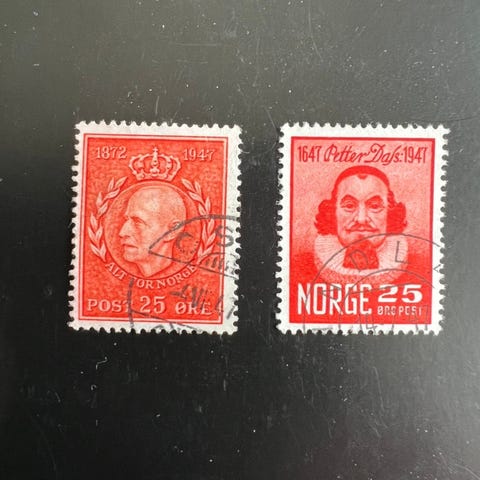 1872 1947
ALT FOR NORGE
POST 25 ØRE
1647 Petter Dass 1947
NORGE 25
ØRE POST